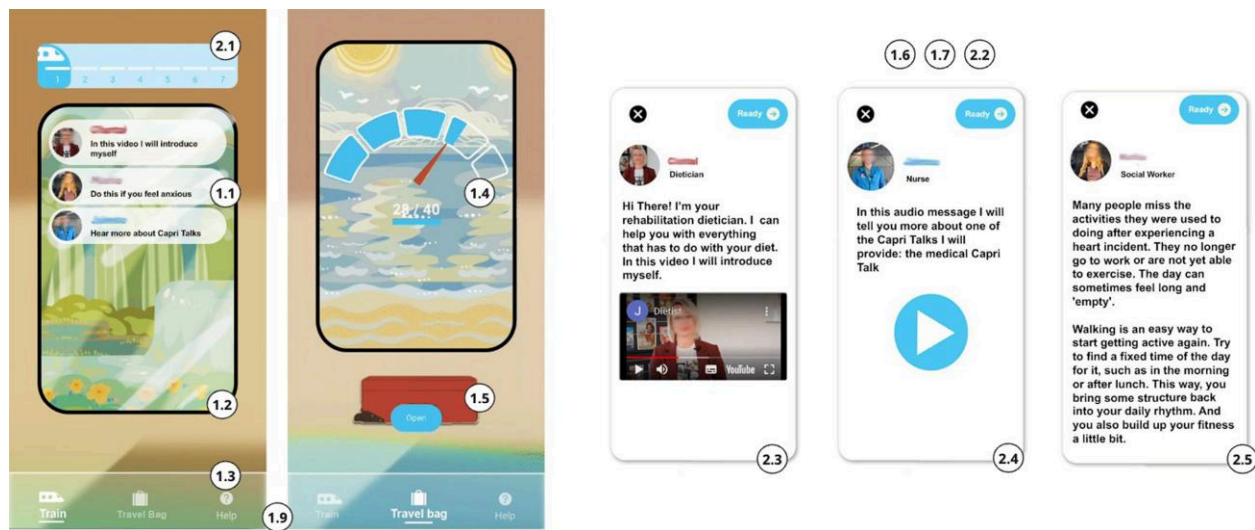 2.1
1 2 3 4 5 6 7
In this video I will introduce
myself
Do this if you feel anxious
1.1
Hear more about Capri Talks
1.2
1.3
Train
Travel Bag
Help
1.9
1.4
28 / 40
1.5
Open
Train
Travel bag
Help
1.6 1.7 2.2
Ready
Dietician
Hi There! I'm your
rehabilitation dietician. I can
help you with everything
that has to do with your diet.
In this video I will introduce
myself.
J Diëtist
YouTube
2.3
Ready
Nurse
In this audio message I will
tell you more about one of
the Capri Talks I will
provide: the medical Capri
Talk
2.4
Ready
Social Worker
Many people miss the
activities they were used to
doing after experiencing a
heart incident. They no longer
go to work or are not yet able
to exercise. The day can
sometimes feel long and
'empty'.
Walking is an easy way to
start getting active again. Try
to find a fixed time of the day
for it, such as in the morning
or after lunch. This way, you
bring some structure back
into your daily rhythm. And
you also build up your fitness
a little bit.
2.5